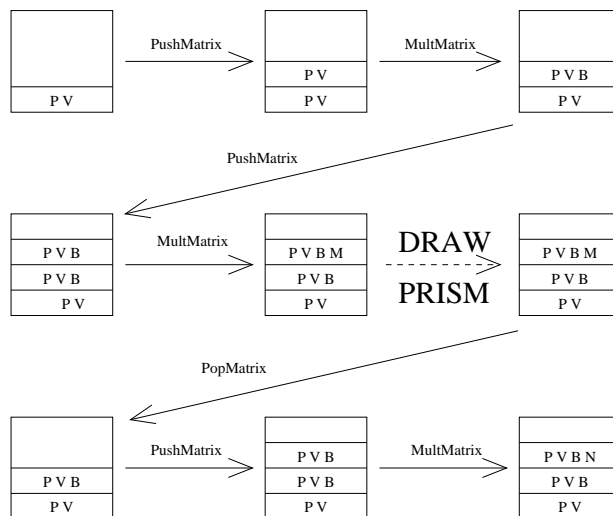 PushMatrix
MultMatrix
P V
P V B
P V
P V
P V
PushMatrix
P V B
P V B
P V
MultMatrix
P V B M
P V B
P V
DRAW
PRISM
P V B M
P V B
P V
PopMatrix
P V B
P V
PushMatrix
P V B
P V B
P V
MultMatrix
P V B N
P V B
P V